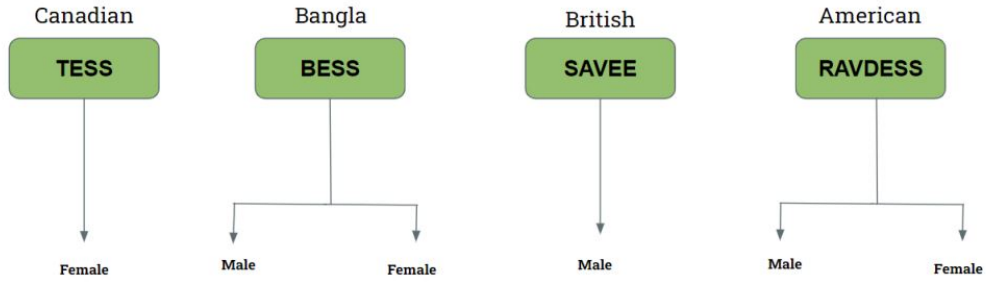 Canadian
Bangla
British
American
TESS
BESS
SAVEE
RAVDESS
Female
Male
Female
Male
Male
Female